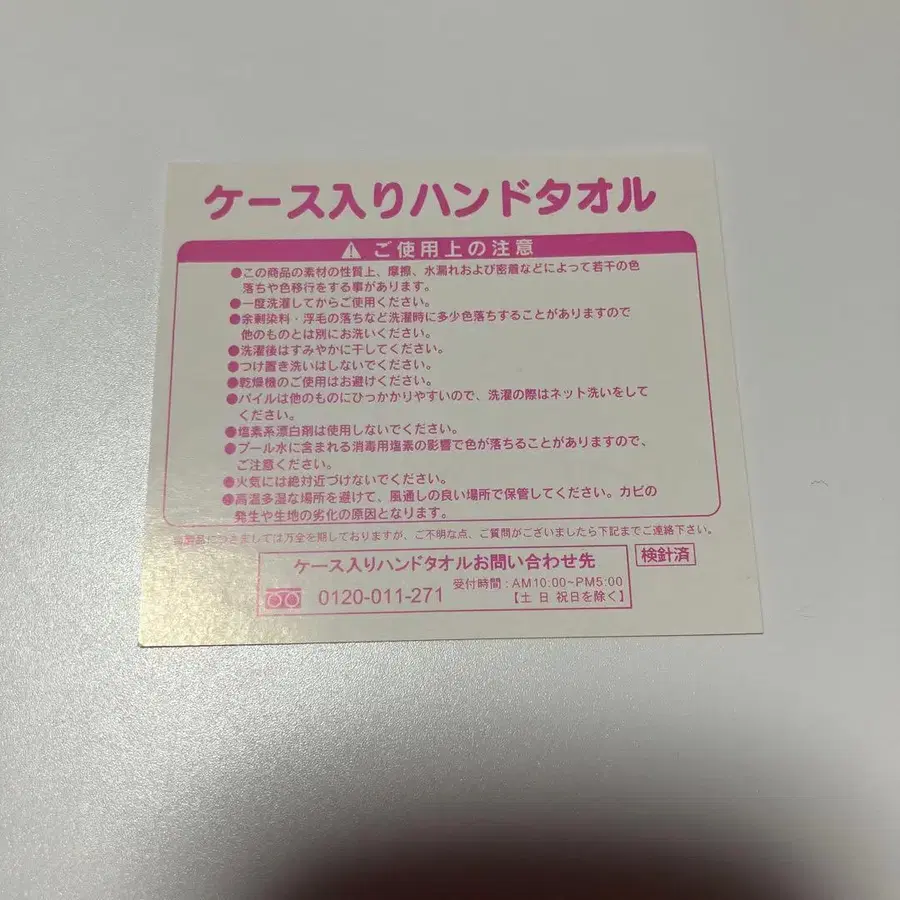 ケース入りハンドタオル
ご使用上の注意
●この商品の素材の性質上、摩擦、水漏れおよび密着などによって若干の色
落ちや色移行をする事があります。
●一度洗濯してからご使用ください。
●余剰染料・浮毛の落ちなど洗濯時に多少色落ちすることがありますので
他のものとは別にお洗いください。
●洗濯後はすみやかに干してください。
●つけ置き洗いはしないでください。
●乾燥機のご使用はお避けください。
●パイルは他のものにひっかかりやすいので、洗濯の際はネット洗いをして
ください。
●塩素系漂白剤は使用しないでください。
●プール水に含まれる消毒用塩素の影響で色が落ちることがありますので、
ご注意ください。
●火気には絶対近づけないでください。
●高温多湿な場所を避けて、風通しの良い場所で保管してください。カビの
発生や生地の劣化の原因となります。
当製品につきましては万全を期しておりますが、ご不明な点、ご質問がございましたら下記までご連絡下さい。
ケース入りハンドタオルお問い合わせ先
検針済
0120-011-271
受付時間:AM10:00~PM5:00
【土 日 祝日を除く】